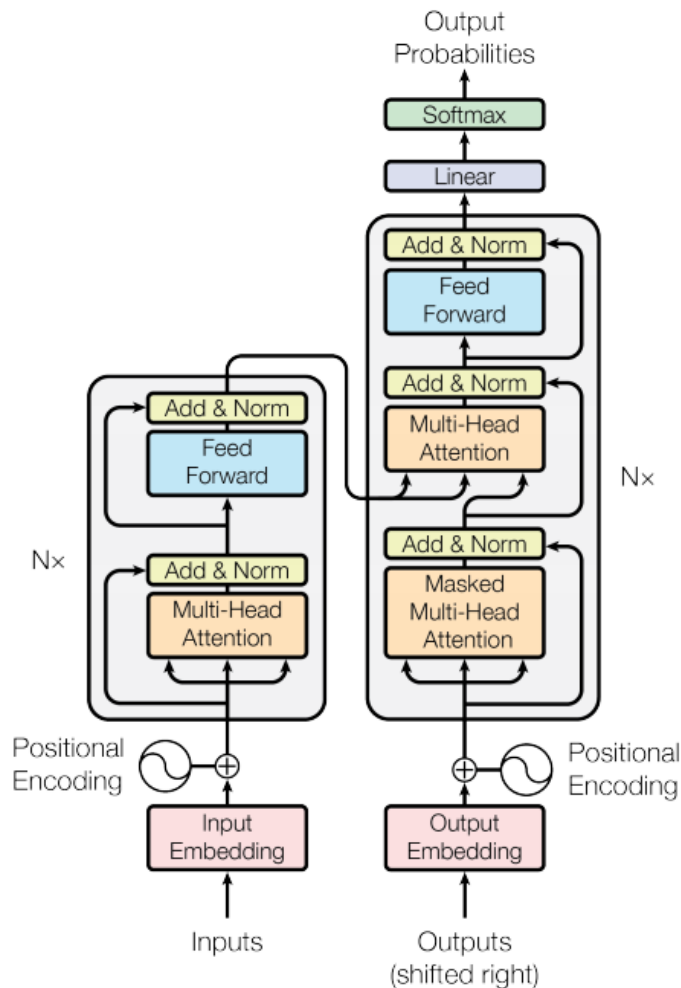 Output
Probabilities
Softmax
Linear
Add & Norm
Feed
Forward
Add & Norm
Multi-Head
Attention
Add & Norm
Masked
Multi-Head
Attention
N×
Add & Norm
Feed
Forward
Add & Norm
Multi-Head
Attention
N×
Positional
Encoding
Positional
Encoding
Input
Embedding
Output
Embedding
Inputs
Outputs
(shifted right)